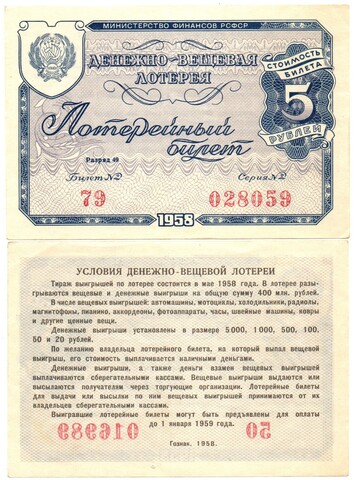 МИНИСТЕРСТВО ФИНАНСОВ РСФСР
ДЕНЕЖНО-ВЕЩЕВАЯ
ЛОТЕРЕЯ
СТОИМОСТЬ
БИЛЕТА
5
РУБЛЕЙ
Лотерейный
билет
Разряд 49
Билет № Серия №
79 028059
1958
УСЛОВИЯ ДЕНЕЖНО-ВЕЩЕВОЙ ЛОТЕРЕИ
Тираж выигрышей по лотерее состоится в мае 1958 года. В лотерее разы-
грываются вещевые и денежные выигрыши на общую сумму 400 млн. рублей.
В числе вещевых выигрышей: автомашины, мотоциклы, холодильники, радиолы,
магнитофоны, пианино, аккордеоны, фотоаппараты, часы, швейные машины, ковры
и другие ценные вещи.
Денежные выигрыши установлены в размере 5000, 1000, 500, 100,
50 и 20 рублей.
По желанию владельца лотерейного билета, на который выпал вещевой
выигрыш, его стоимость выплачивается наличными деньгами.
Денежные выигрыши, а также деньги взамен вещевых выигрышей
выплачиваются сберегательными кассами. Вещевые выигрыши выдаются или
высылаются получателям через торгующие организации. Лотерейные билеты
для выдачи или высылки по ним вещевых выигрышей принимаются от их
владельцев сберегательными кассами.
Выигравшие лотерейные билеты могут быть предъявлены для оплаты
до 1 января 1959 года.
Гознак. 1958.